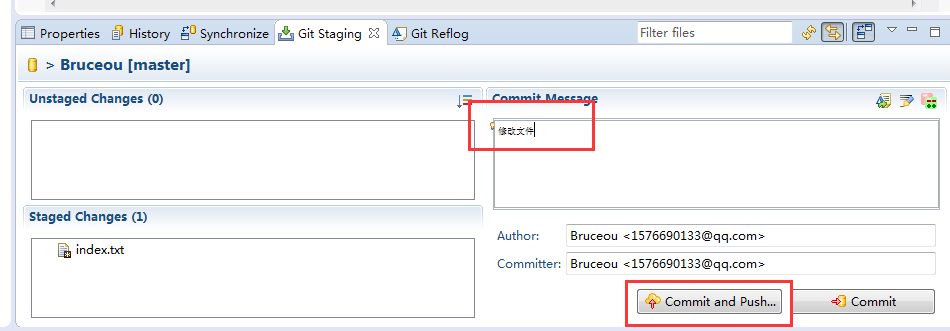 Properties History Synchronize Git Staging Git Reflog Filter files
> Bruceou [master]
Unstaged Changes (0)
Commit Message
修改文件
Staged Changes (1)
index.txt
Author: Bruceou <1576690133@qq.com>
Committer: Bruceou <1576690133@qq.com>
Commit and Push... Commit